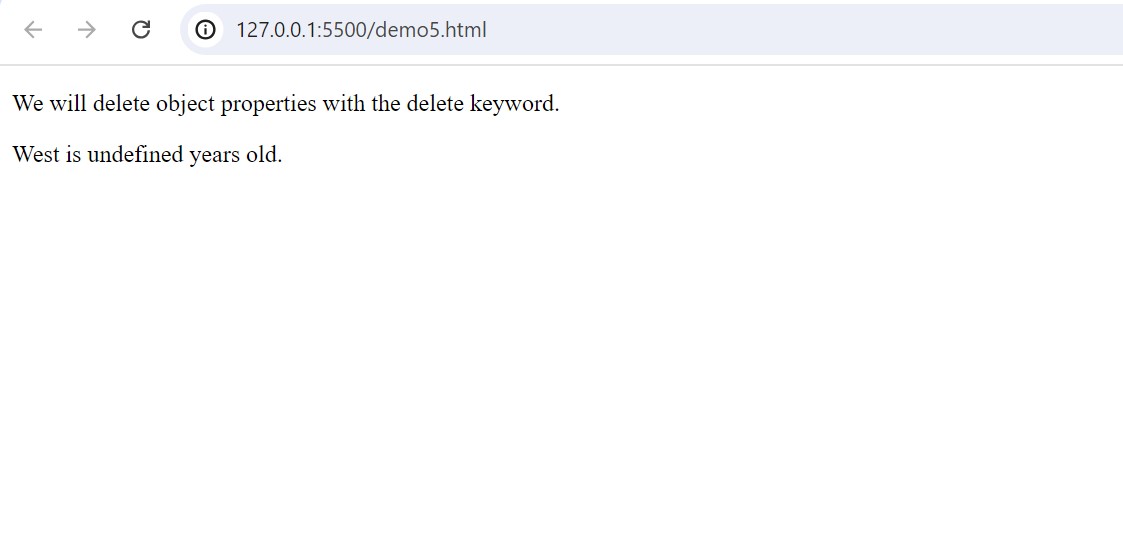 127.0.0.1:5500/demo5.html
We will delete object properties with the delete keyword.
West is undefined years old.